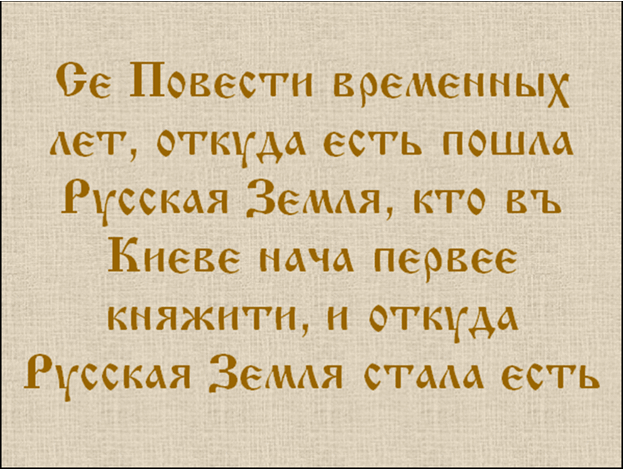 Се Повести временных
лет, откуда есть пошла
Русская Земля, кто въ
Киеве нача первее
княжити, и откуда
Русская Земля стала есть